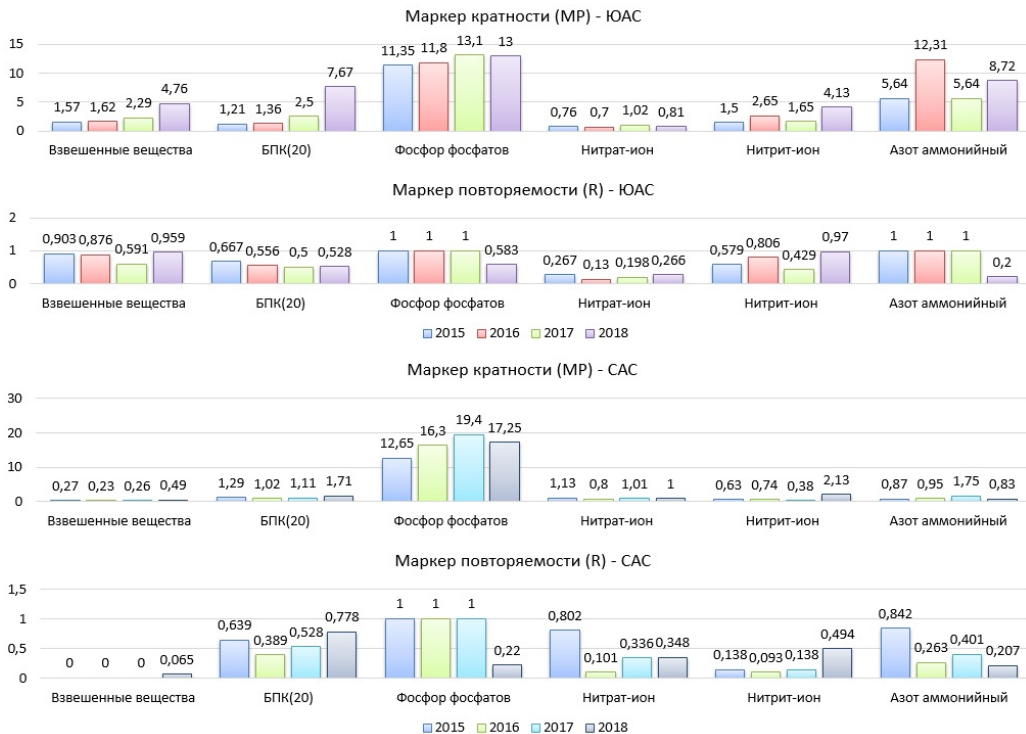 Маркер кратности (МР) - ЮАС
15
10
5
0
1,57 1,62 2,29 4,76
1,21 1,36 2,5 7,67
11,35 11,8 13,1 13
0,76 0,7 1,02 0,81
1,5 2,65 1,65 4,13
5,64 12,31 5,64 8,72
Взвешенные вещества БПК(20) Фосфор фосфатов Нитрат-ион Нитрит-ион Азот аммонийный
Маркер повторяемости (R) - ЮАС
2
1
0
0,903 0,876 0,591 0,959
0,667 0,556 0,5 0,528
1 1 1 0,583
0,267 0,13 0,198 0,266
0,579 0,806 0,429 0,97
1 1 1 0,2
Взвешенные вещества БПК(20) Фосфор фосфатов Нитрат-ион Нитрит-ион Азот аммонийный
2015 2016 2017 2018
Маркер кратности (МР) - САС
30
20
10
0
0,27 0,23 0,26 0,49
1,29 1,02 1,11 1,71
12,65 16,3 19,4 17,25
1,13 0,8 1,01 1
0,63 0,74 0,38 2,13
0,87 0,95 1,75 0,83
Взвешенные вещества БПК(20) Фосфор фосфатов Нитрат-ион Нитрит-ион Азот аммонийный
Маркер повторяемости (R) - САС
1,5
1
0,5
0
0 0 0 0,065
0,639 0,389 0,528 0,778
1 1 1 0,22
0,802 0,101 0,336 0,348
0,138 0,093 0,138 0,494
0,842 0,263 0,401 0,207
Взвешенные вещества БПК(20) Фосфор фосфатов Нитрат-ион Нитрит-ион Азот аммонийный
2015 2016 2017 2018